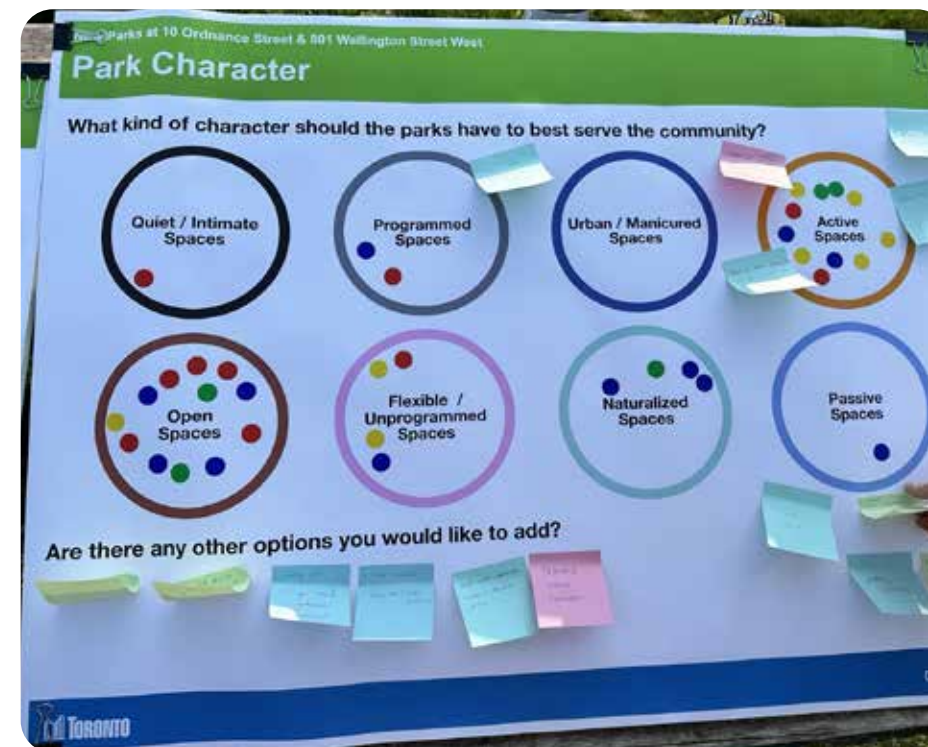 Parks at 10 Ordnance Street & 801 Wellington Street West
Park Character
What kind of character should the parks have to best serve the community?
Quiet / Intimate
Spaces
Programmed
Spaces
Urban / Manicured
Spaces
Active
Spaces
Open
Spaces
Flexible /
Unprogrammed
Spaces
Naturalized
Spaces
Passive
Spaces
Are there any other options you would like to add?
TORONTO